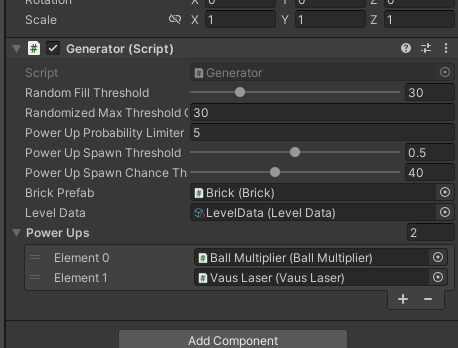 Rotation X 0 Y 0 Z 0
Scale X 1 Y 1 Z 1
# Generator (Script)
Script # Generator
Random Fill Threshold 30
Randomized Max Threshold 30
Power Up Probability Limiter 5
Power Up Spawn Threshold 0.5
Power Up Spawn Chance Th 40
Brick Prefab # Brick (Brick)
Level Data LevelData (Level Data)
Power Ups 2
Element 0 # Ball Multiplier (Ball Multiplier)
Element 1 # Vaus Laser (Vaus Laser)
+ −
Add Component